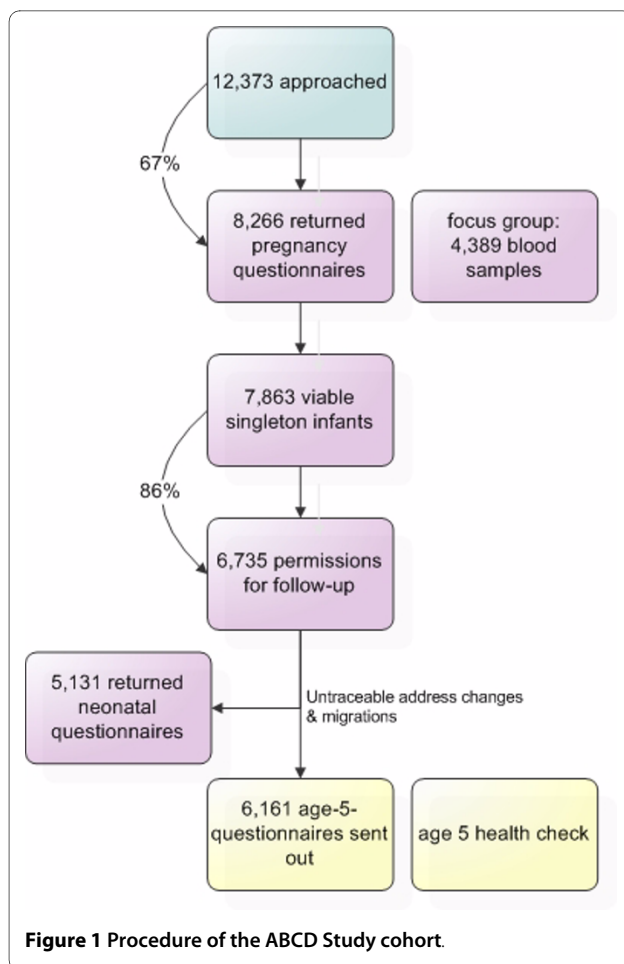 12,373 approached
67%
8,266 returned
pregnancy
questionnaires
focus group:
4,389 blood
samples
7,863 viable
singleton infants
86%
6,735 permissions
for follow-up
5,131 returned
neonatal
questionnaires
Untraceable address changes
& migrations
6,161 age-5-
questionnaires sent
out
age 5 health check
Figure 1 Procedure of the ABCD Study cohort.